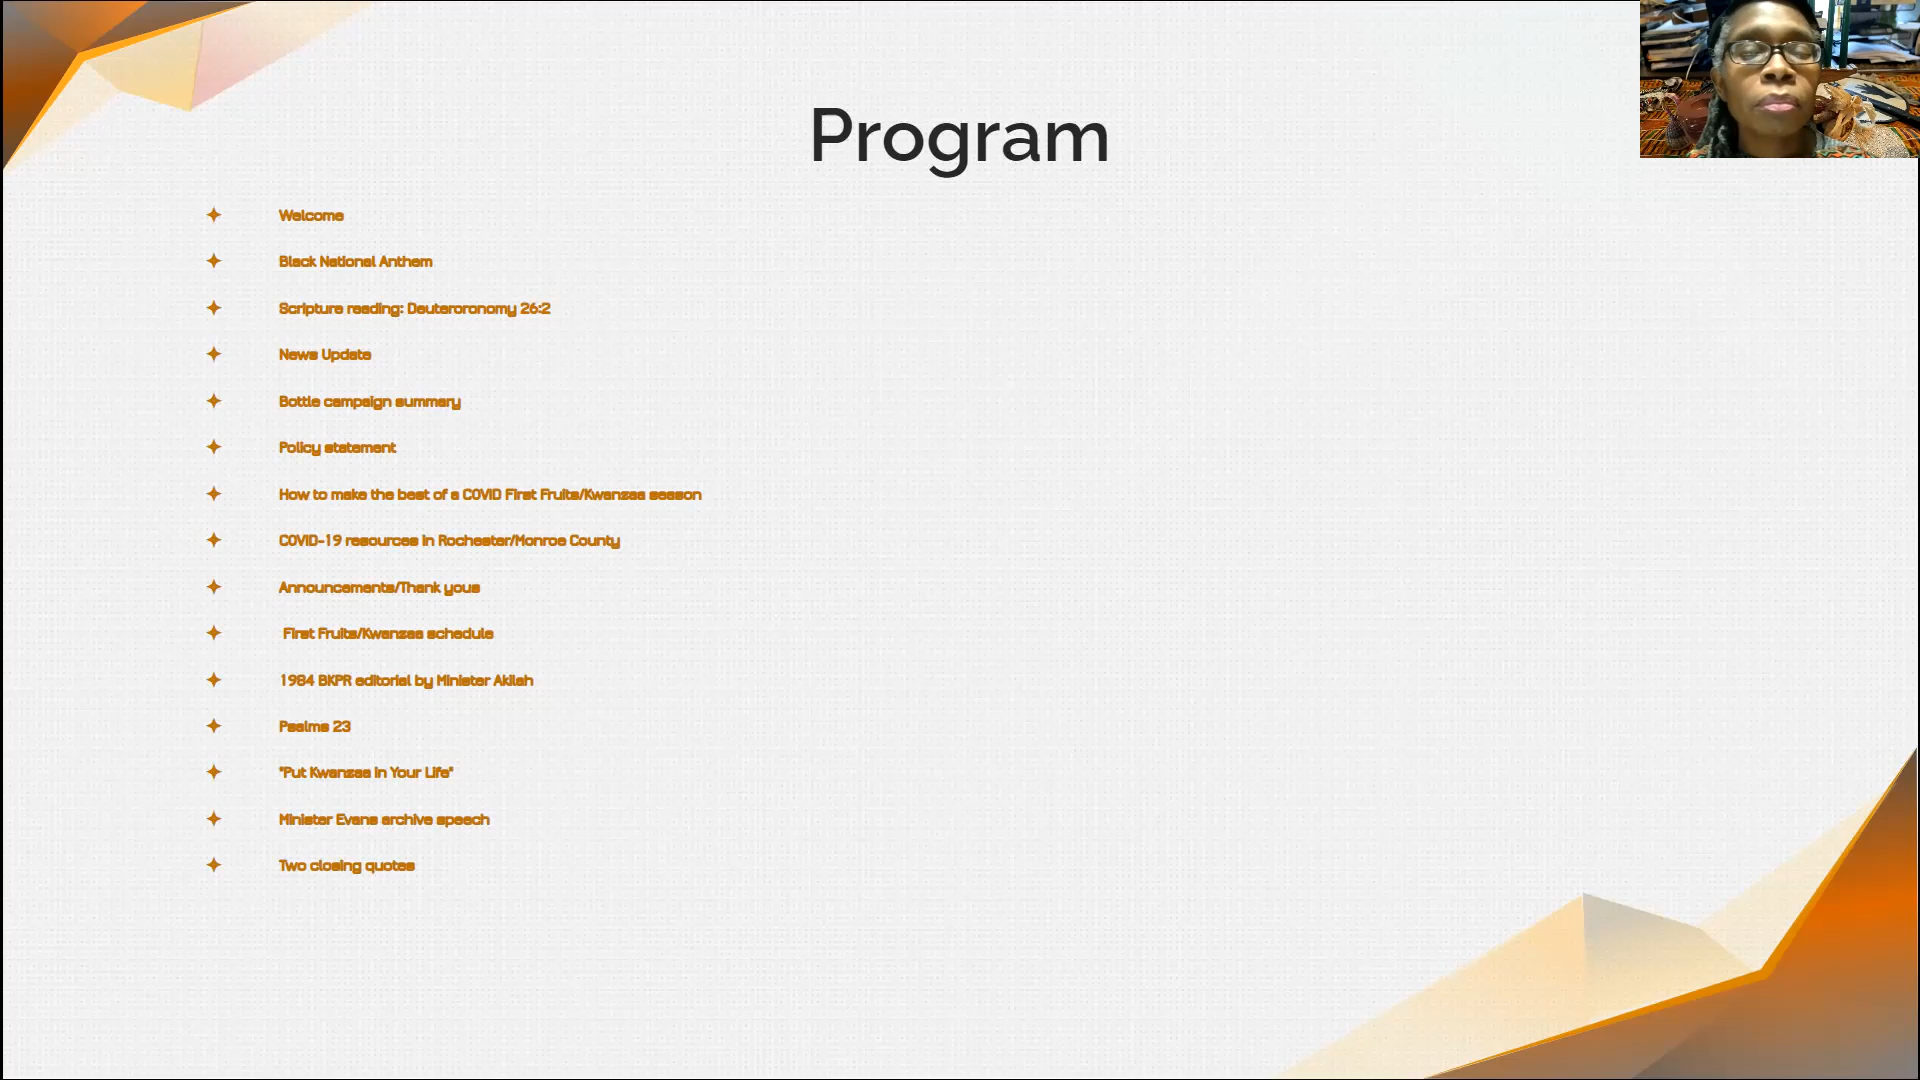 Program
Welcome
Black National Anthem
Scripture reading: Deuteroronomy 26:2
News Update
Bottle campaign summary
Policy statement
How to make the best of a COVID First Fruits/Kwanzaa season
COVID-19 resources in Rochester/Monroe County
Announcements/Thank yous
First Fruits/Kwanzaa schedule
1984 BKPR editorial by Minister Akilah
Psalms 23
"Put Kwanzaa in Your Life"
Minister Evans archive speech
Two closing quotes